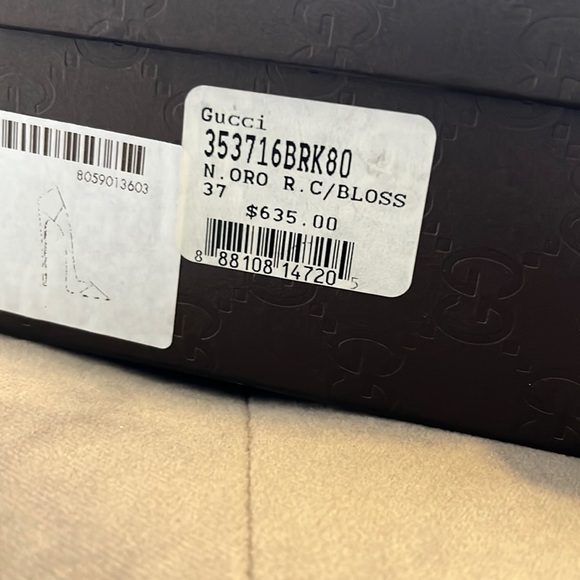 8059013603
Gucci
353716BRK80
N.ORO R.C/BLOSS
37 $635.00
8 88108 14720 5